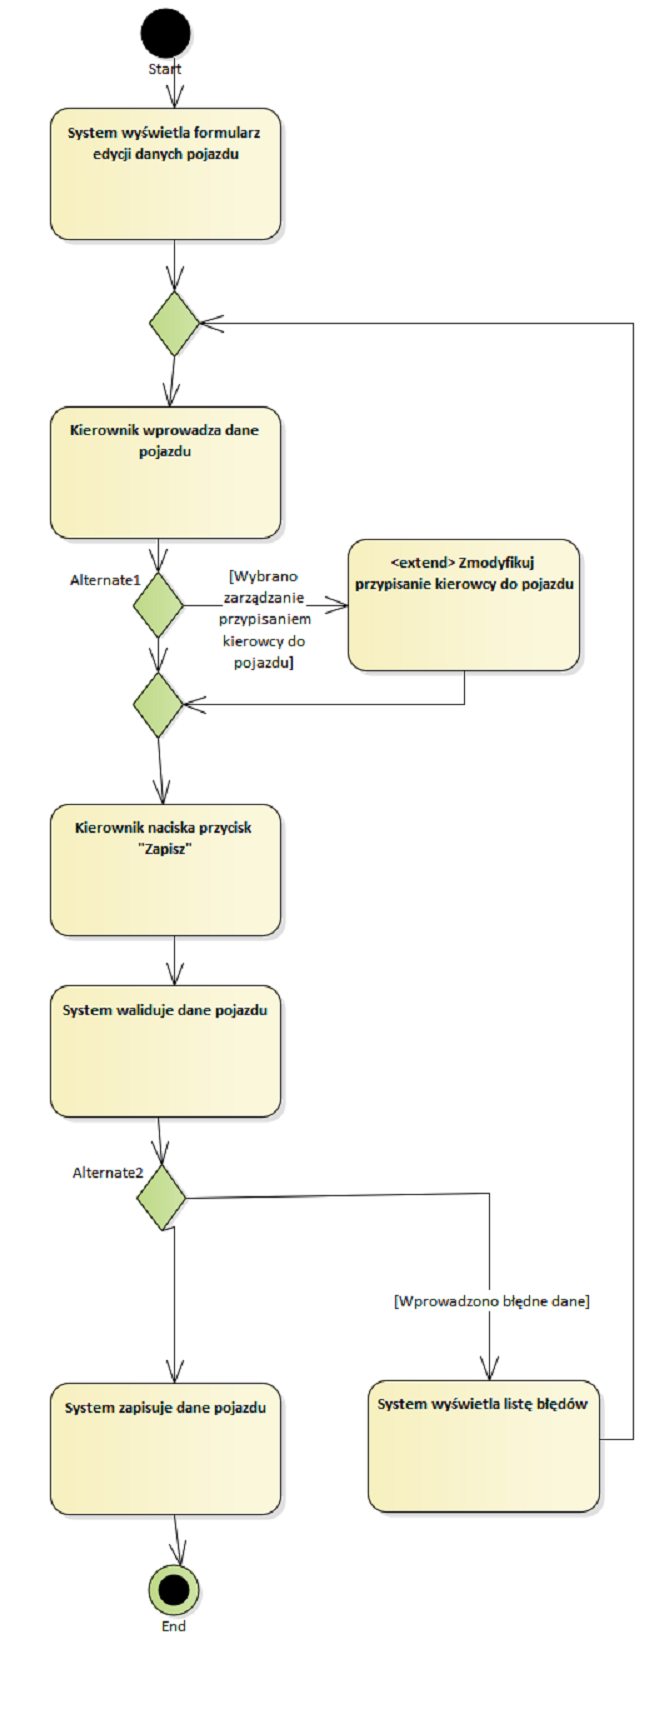 Start
System wyświetla formularz
edycji danych pojazdu
Kierownik wprowadza dane
pojazdu
Alternate1
[Wybrano
zarządzanie
przypisaniem
kierowcy do
pojazdu]
<extend> Zmodyfikuj
przypisanie kierowcy do pojazdu
Kierownik naciska przycisk
"Zapisz"
System waliduje dane pojazdu
Alternate2
[Wprowadzono błędne dane]
System zapisuje dane pojazdu
System wyświetla listę błędów
End